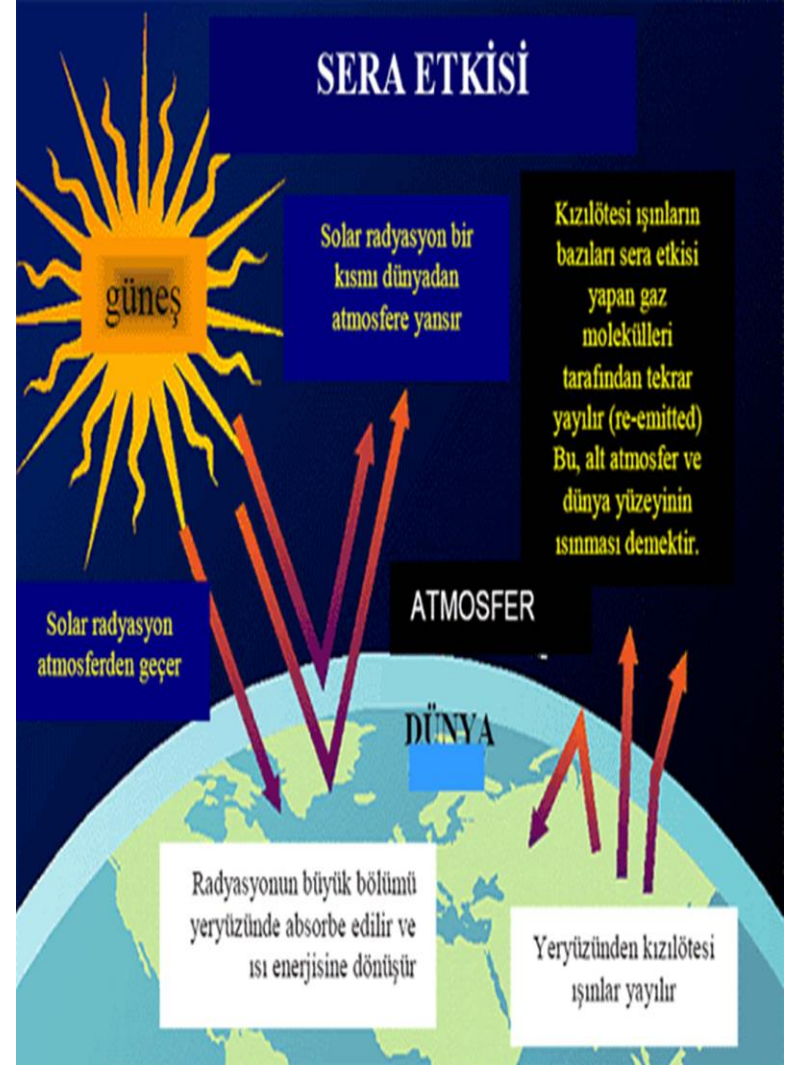 SERA ETKİSİ
güneş
Solar radyasyon bir
kısmı dünyadan
atmosfere yansır
Kızılötesi ışınların
bazıları sera etkisi
yapan gaz
molekülleri
tarafından tekrar
yayılır (re-emitted)
Bu, alt atmosfer ve
dünya yüzeyinin
ısınması demektir.
Solar radyasyon
atmosferden geçer
ATMOSFER
DÜNYA
Radyasyonun büyük bölümü
yeryüzünde absorbe edilir ve
ısı enerjisine dönüşür
Yeryüzünden kızılötesi
ışınlar yayılır